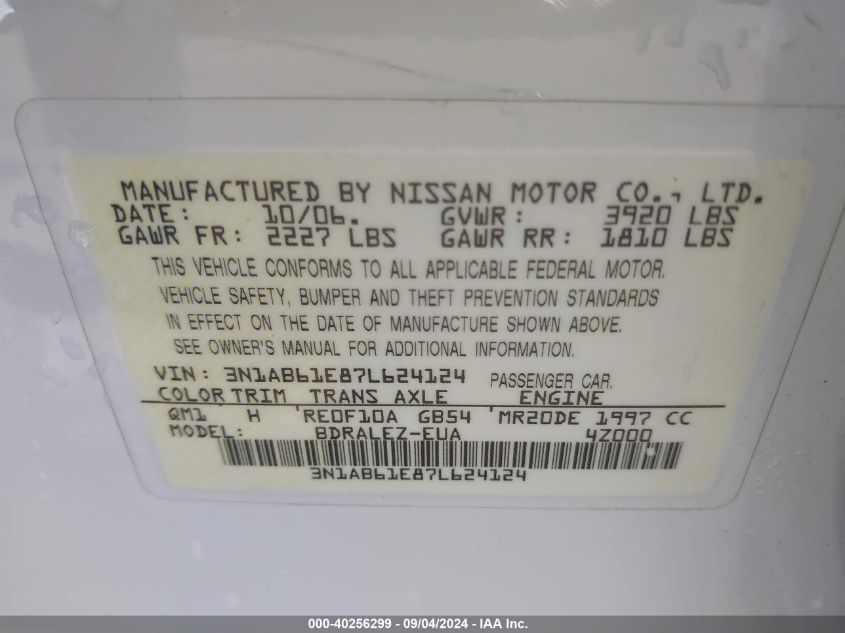 MANUFACTURED BY NISSAN MOTOR CO., LTD.
DATE: 10/06. GVWR: 3920 LBS
GAWR FR: 2227 LBS GAWR RR: 1810 LBS
THIS VEHICLE CONFORMS TO ALL APPLICABLE FEDERAL MOTOR.
VEHICLE SAFETY, BUMPER AND THEFT PREVENTION STANDARDS
IN EFFECT ON THE DATE OF MANUFACTURE SHOWN ABOVE.
SEE OWNER'S MANUAL FOR ADDITIONAL INFORMATION.
VIN: 3N1AB61E87L624124 PASSENGER CAR.
COLOR TRIM TRANS AXLE ENGINE
QM1 H RE0F10A GB54 MR20DE 1997 CC
MODEL: BDRALEZ-EUA 4Z000
3N1AB61E87L624124
000-40256299 - 09/04/2024 - IAA Inc.